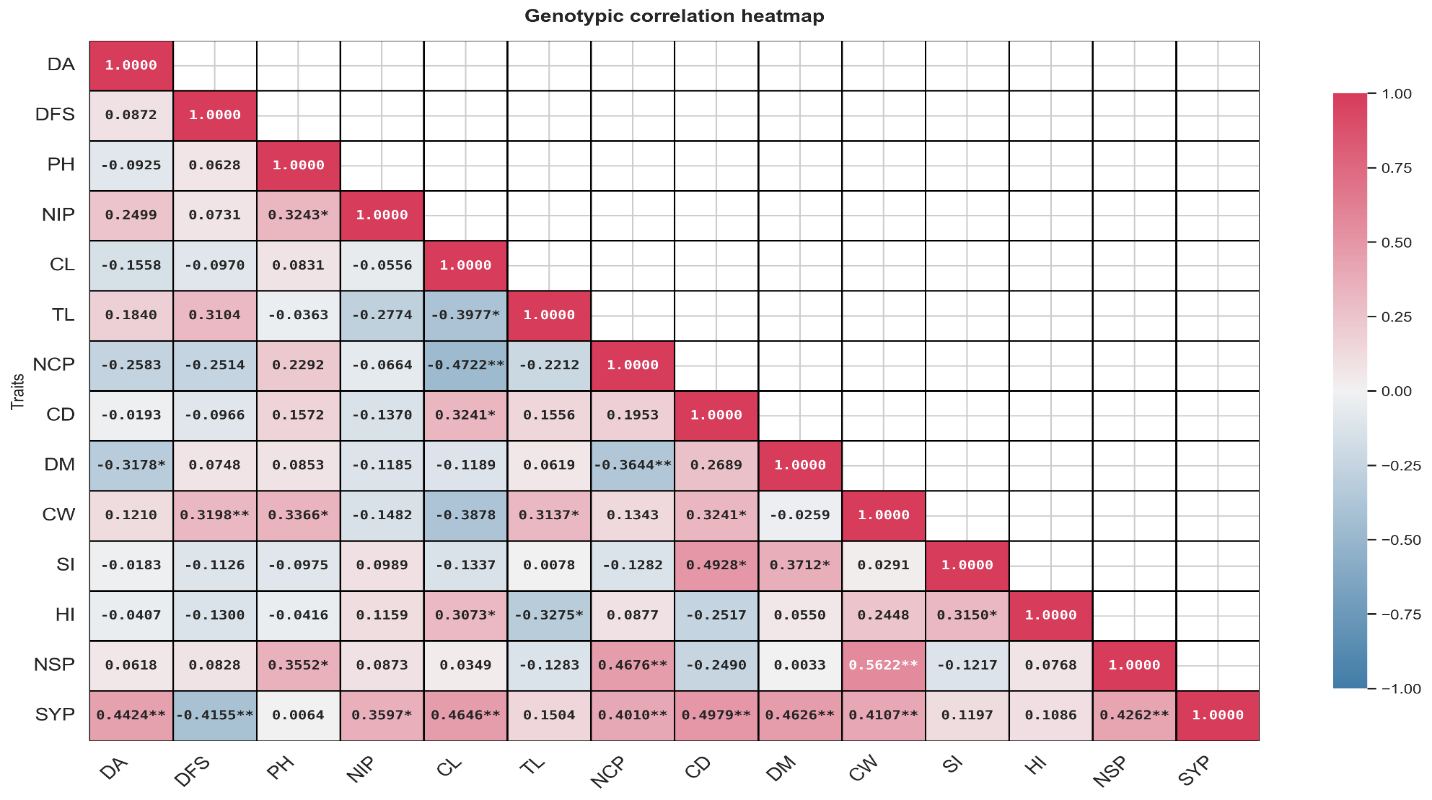 Genotypic correlation heatmap
DA 1.0000
DFS 0.0872 1.0000
PH -0.0925 0.0628 1.0000
NIP 0.2499 0.0731 0.3243* 1.0000
CL -0.1558 -0.0970 0.0831 -0.0556 1.0000
TL 0.1840 0.3104 -0.0363 -0.2774 -0.3977* 1.0000
NCP -0.2583 -0.2514 0.2292 -0.0664 -0.4722** -0.2212 1.0000
CD -0.0193 -0.0966 0.1572 -0.1370 0.3241* 0.1556 0.1953 1.0000
DM -0.3178* 0.0748 0.0853 -0.1185 -0.1189 0.0619 -0.3644** 0.2689 1.0000
CW 0.1210 0.3198** 0.3366* -0.1482 -0.3878 0.3137* 0.1343 0.3241* -0.0259 1.0000
SI -0.0183 -0.1126 -0.0975 0.0989 -0.1337 0.0078 -0.1282 0.4928* 0.3712* 0.0291 1.0000
HI -0.0407 -0.1300 -0.0416 0.1159 0.3073* -0.3275* 0.0877 -0.2517 0.0550 0.2448 0.3150* 1.0000
NSP 0.0618 0.0828 0.3552* 0.0873 0.0349 -0.1283 0.4676** -0.2490 0.0033 0.5622** -0.1217 0.0768 1.0000
SYP 0.4424** -0.4155** 0.0064 0.3597* 0.4646** 0.1504 0.4010** 0.4979** 0.4626** 0.4107** 0.1197 0.1086 0.4262** 1.0000
DA DFS PH NIP CL TL NCP CD DM CW SI HI NSP SYP
Traits
1.00
0.75
0.50
0.25
0.00
−0.25
−0.50
−0.75
−1.00